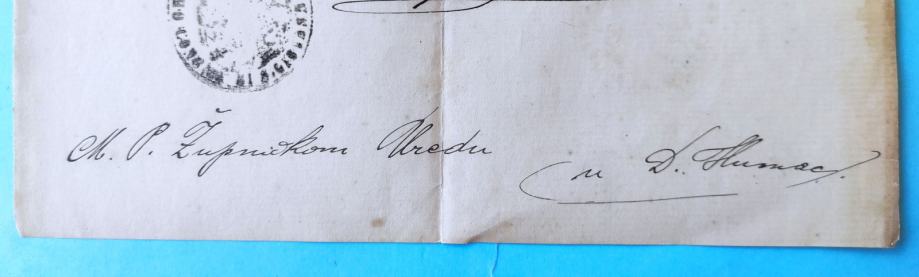 M. P. Župničkom Uredu
u D. Humac.